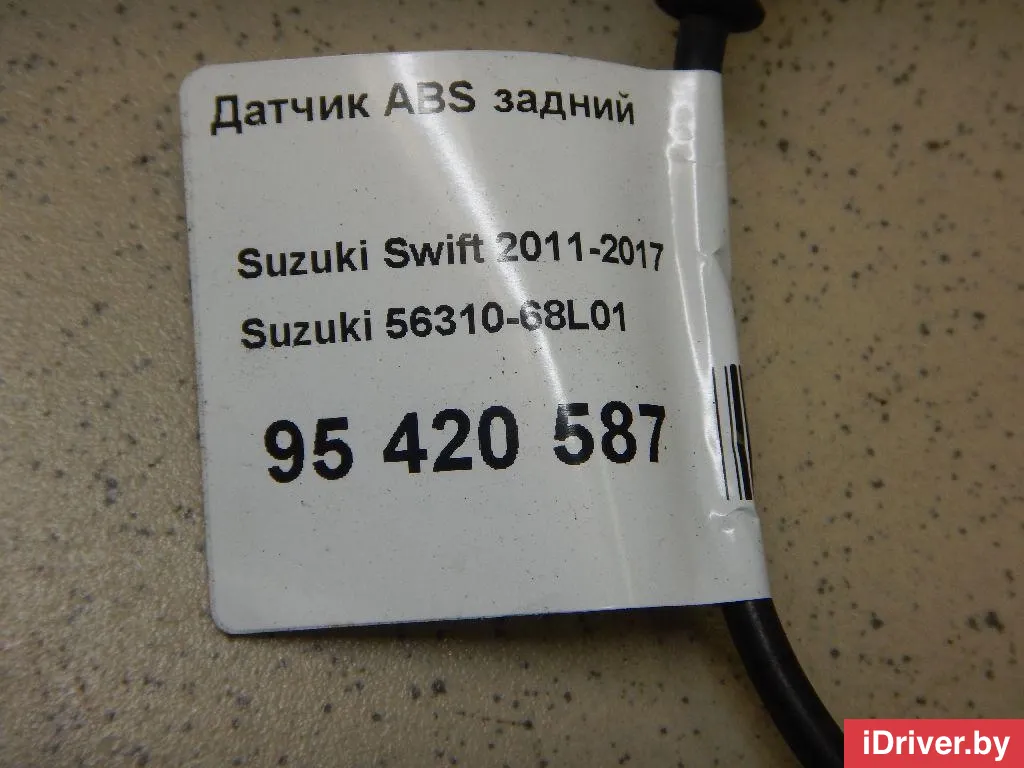 Датчик ABS задний
Suzuki Swift 2011-2017
Suzuki 56310-68L01
95 420 587
iDriver.by